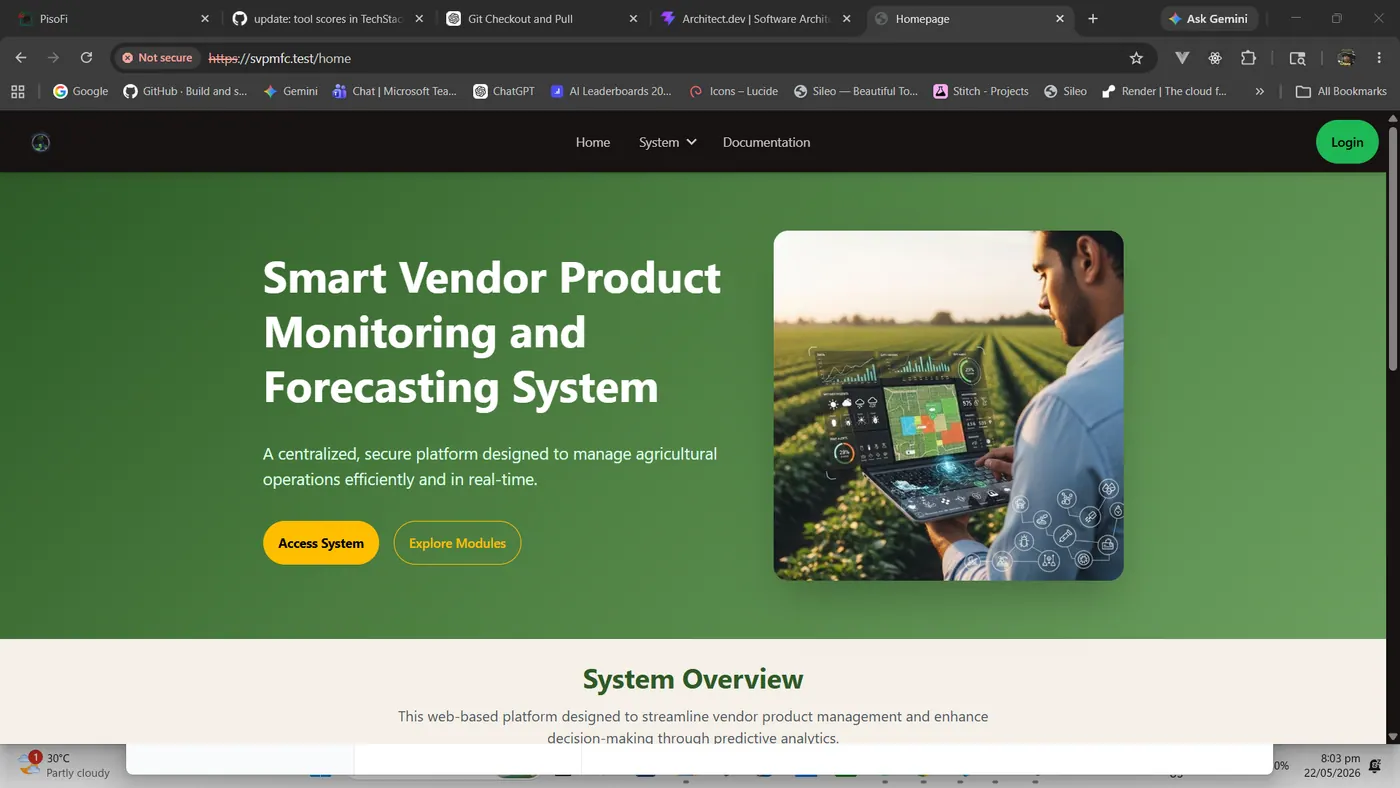 PisoFi
update: tool scores in TechStac
Git Checkout and Pull
Architect.dev | Software Archit
Homepage
Ask Gemini
Not secure
https://svpmfc.test/home
Google
GitHub · Build and s...
Gemini
Chat | Microsoft Tea...
ChatGPT
AI Leaderboards 20...
Icons – Lucide
Sileo — Beautiful To...
Stitch - Projects
Sileo
Render | The cloud f...
»
All Bookmarks
Home
System
Documentation
Login
Smart Vendor Product
Monitoring and
Forecasting System
A centralized, secure platform designed to manage agricultural
operations efficiently and in real-time.
Access System
Explore Modules
System Overview
This web-based platform designed to streamline vendor product management and enhance
decision-making through predictive analytics.
1
30°C
Partly cloudy
0%
8:03 pm
22/05/2026